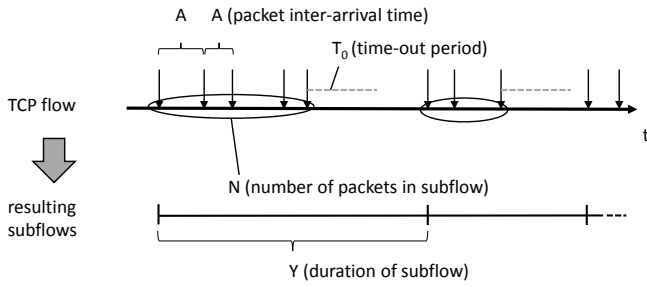 A A (packet inter-arrival time)
T0 (time-out period)
TCP flow
t
N (number of packets in subflow)
resulting
subflows
Y (duration of subflow)